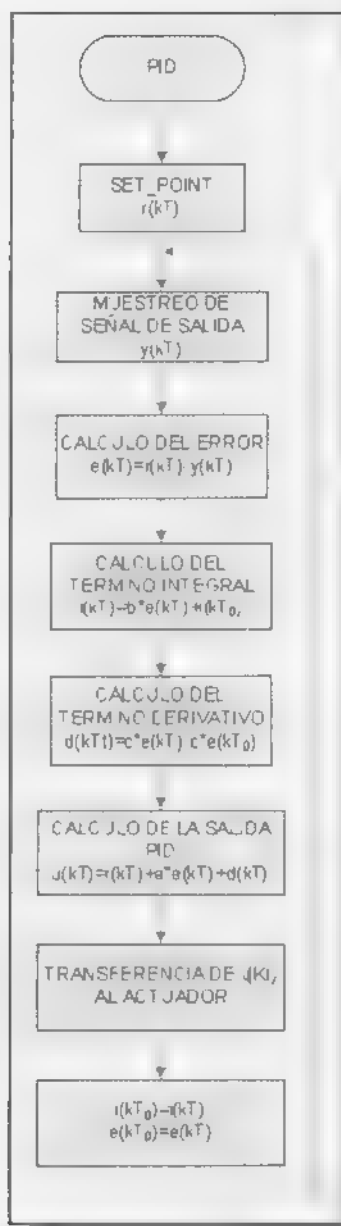 PID
SET_POINT
r(kT)
MUESTREO DE
SEÑAL DE SALIDA
y(kT)
CALCULO DEL ERROR
e(kT)=r(kT) y(kT)
CALCULO DEL
TERMINO INTEGRAL
i(kT)=b*e(kT)+i(kT₀)
CALCULO DEL
TERMINO DERIVATIVO
d(kTt)=c*e(kT) c*e(kT₀)
CALCULO DE LA SALIDA
PID
u(kT)=i(kT)+a*e(kT)+d(kT)
TRANSFERENCIA DE
AL ACTUADOR
i(kT₀)=i(kT)
e(kT₀)=e(kT)